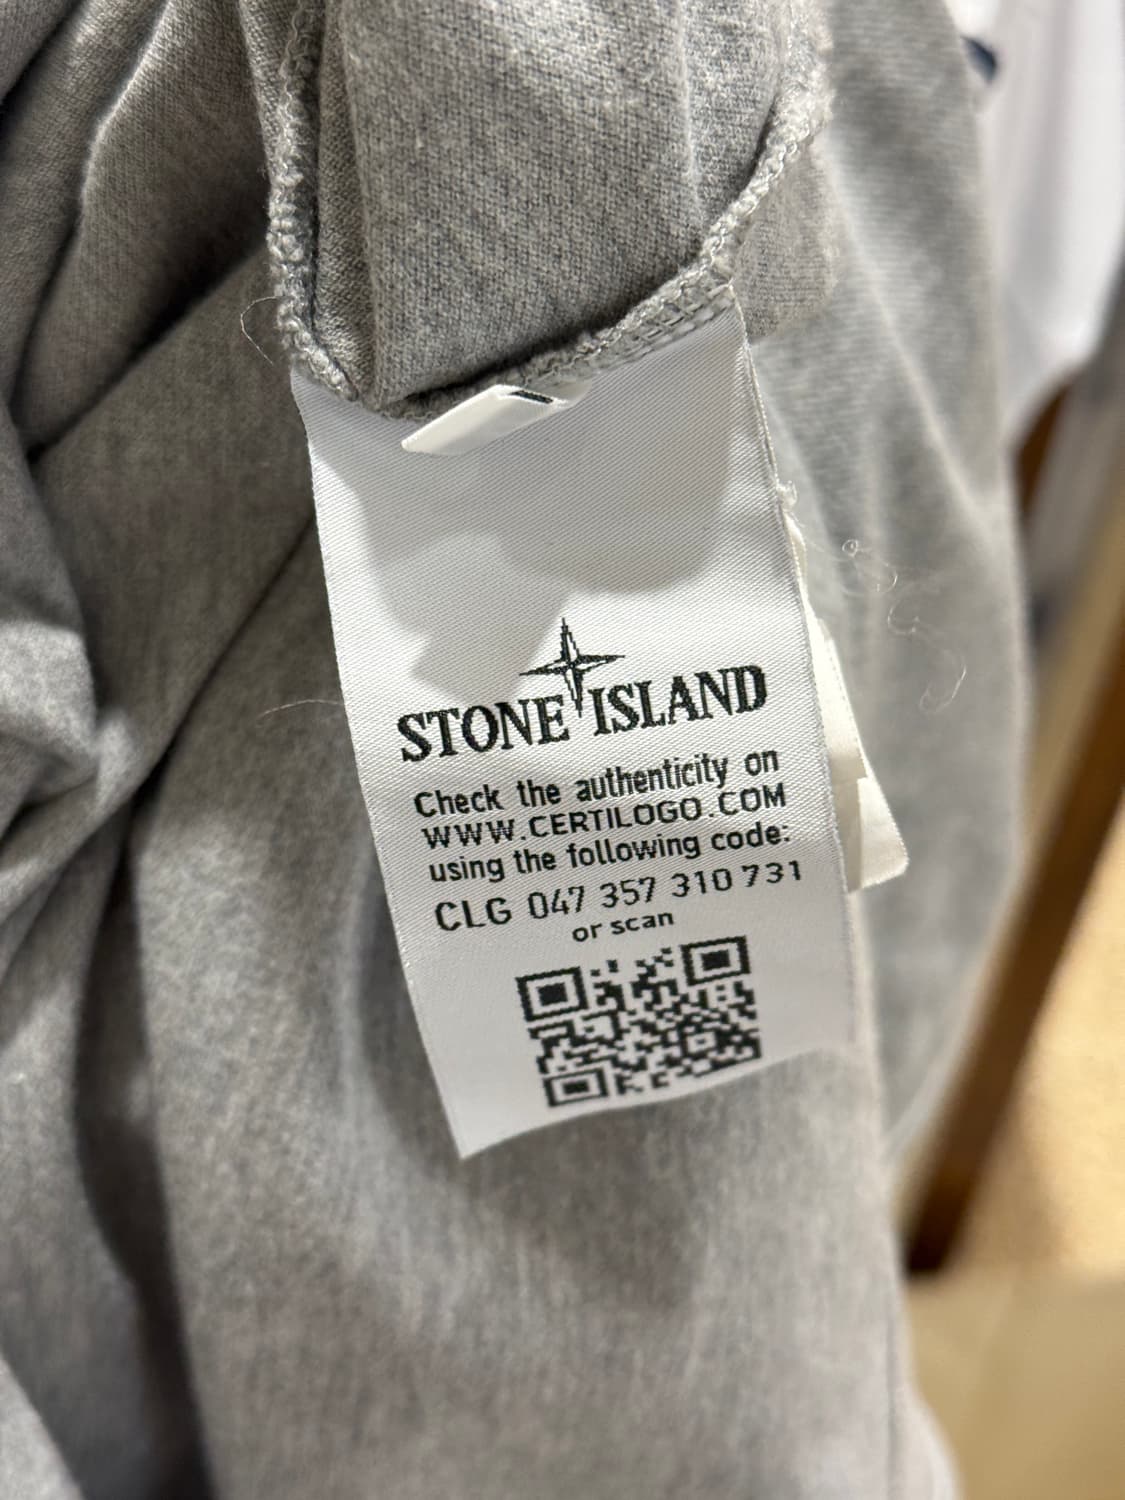 STONE ISLAND
Check the authenticity on
WWW.CERTILOGO.COM
using the following code:
CLG 047 357 310 731
or scan